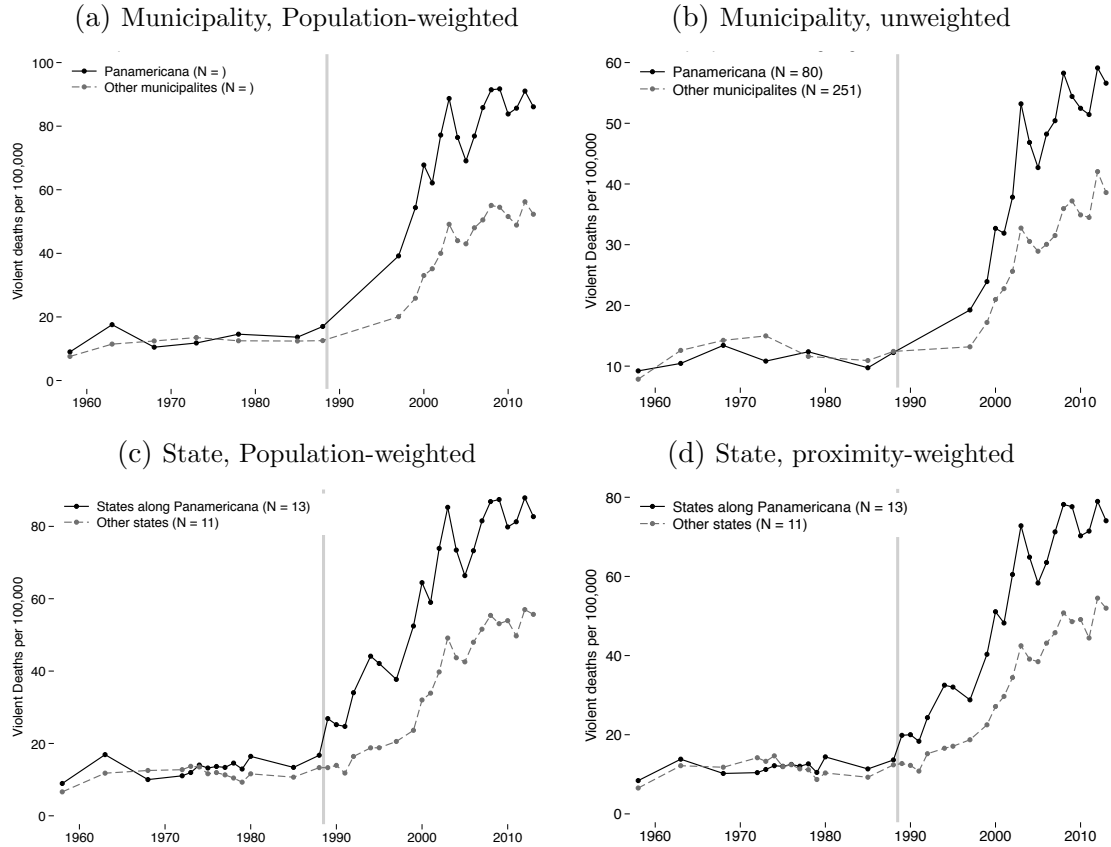 (a) Municipality, Population-weighted
Violent deaths per 100,000
100
80
60
40
20
0
Panamericana (N = )
Other municipalites (N = )
1960 1970 1980 1990 2000 2010
(b) Municipality, unweighted
Violent Deaths per 100,000
60
50
40
30
20
10
Panamericana (N = 80)
Other municipalites (N = 251)
1960 1970 1980 1990 2000 2010
(c) State, Population-weighted
Violent Deaths per 100,000
80
60
40
20
0
States along Panamericana (N = 13)
Other states (N = 11)
1960 1970 1980 1990 2000 2010
(d) State, proximity-weighted
Violent Deaths per 100,000
80
60
40
20
0
States along Panamericana (N = 13)
Other states (N = 11)
1960 1970 1980 1990 2000 2010